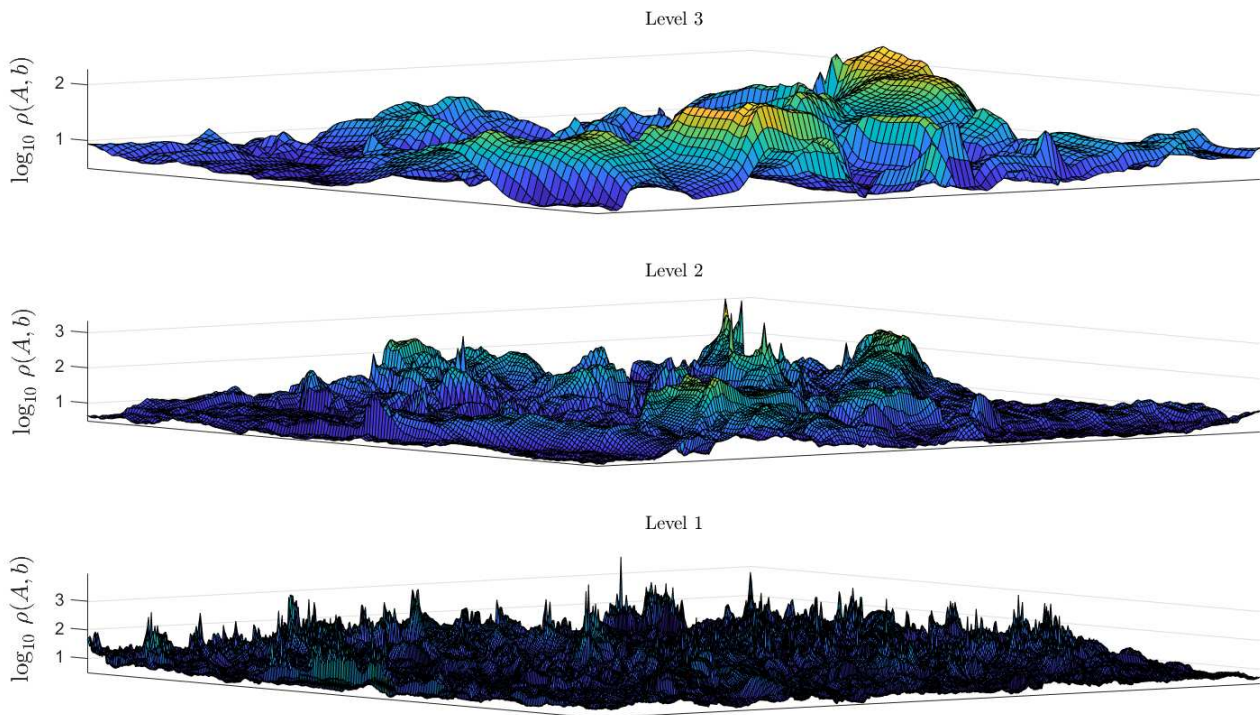 Level 3
log₁₀ ρ(A, b)
2
1
Level 2
log₁₀ ρ(A, b)
3
2
1
Level 1
log₁₀ ρ(A, b)
3
2
1